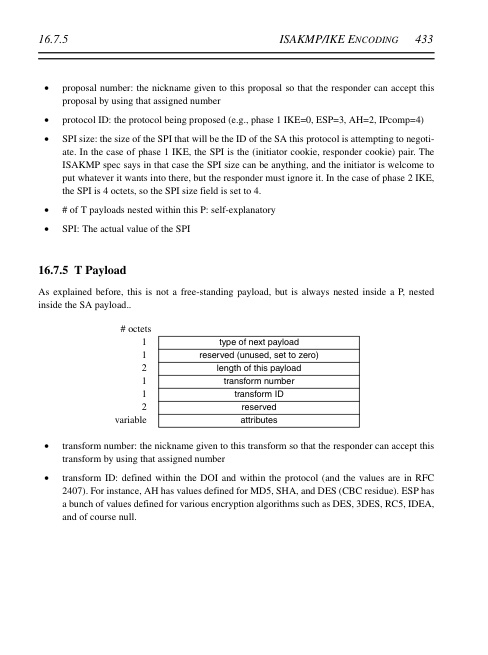 16.7.5 ISAKMP/IKE ENCODING 433
• proposal number: the nickname given to this proposal so that the responder can accept this
proposal by using that assigned number
• protocol ID: the protocol being proposed (e.g., phase 1 IKE=0, ESP=3, AH=2, IPcomp=4)
• SPI size: the size of the SPI that will be the ID of the SA this protocol is attempting to negoti-
ate. In the case of phase 1 IKE, the SPI is the (initiator cookie, responder cookie) pair. The
ISAKMP spec says in that case the SPI size can be anything, and the initiator is welcome to
put whatever it wants into there, but the responder must ignore it. In the case of phase 2 IKE,
the SPI is 4 octets, so the SPI size field is set to 4.
• # of T payloads nested within this P: self-explanatory
• SPI: The actual value of the SPI
16.7.5 T Payload
As explained before, this is not a free-standing payload, but is always nested inside a P, nested
inside the SA payload..
# octets
1 type of next payload
1 reserved (unused, set to zero)
2 length of this payload
1 transform number
1 transform ID
2 reserved
variable attributes
• transform number: the nickname given to this transform so that the responder can accept this
transform by using that assigned number
• transform ID: defined within the DOI and within the protocol (and the values are in RFC
2407). For instance, AH has values defined for MD5, SHA, and DES (CBC residue). ESP has
a bunch of values defined for various encryption algorithms such as DES, 3DES, RC5, IDEA,
and of course null.